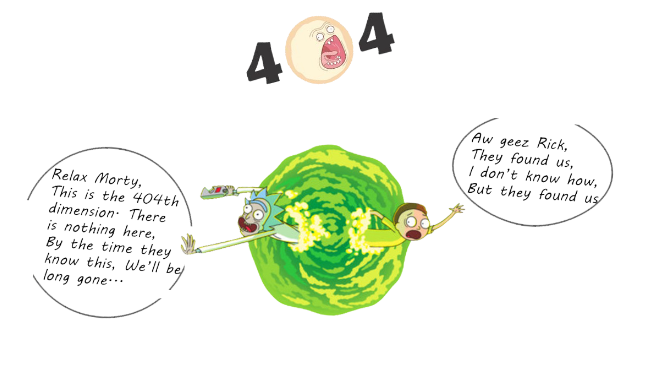 4 4
Aw geez Rick,
They found us,
I don't know how,
But they found us
Relax Morty,
This is the 404th
dimension. There
is nothing here,
By the time they
know this, We'll be
long gone...